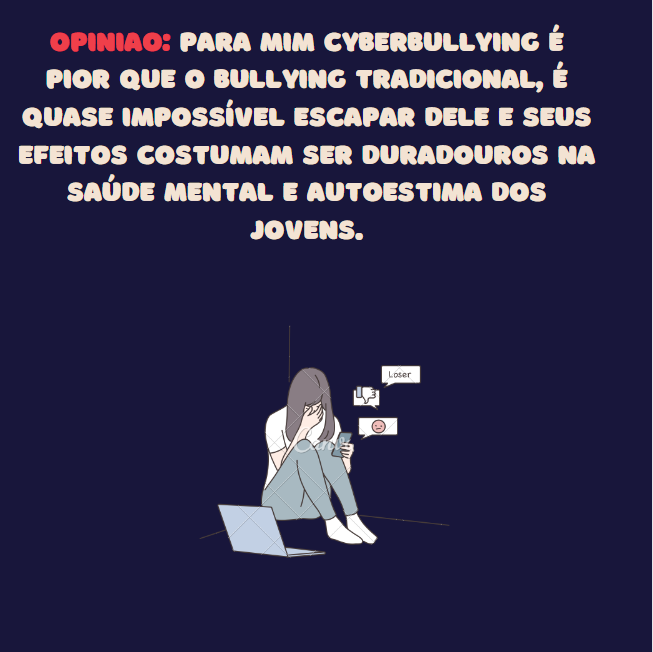 OPINIAO: PARA MIM CYBERBULLYING É
PIOR QUE O BULLYING TRADICIONAL, É
QUASE IMPOSSÍVEL ESCAPAR DELE E SEUS
EFEITOS COSTUMAM SER DURADOUROS NA
SAÚDE MENTAL E AUTOESTIMA DOS
JOVENS.
Loser
Canva